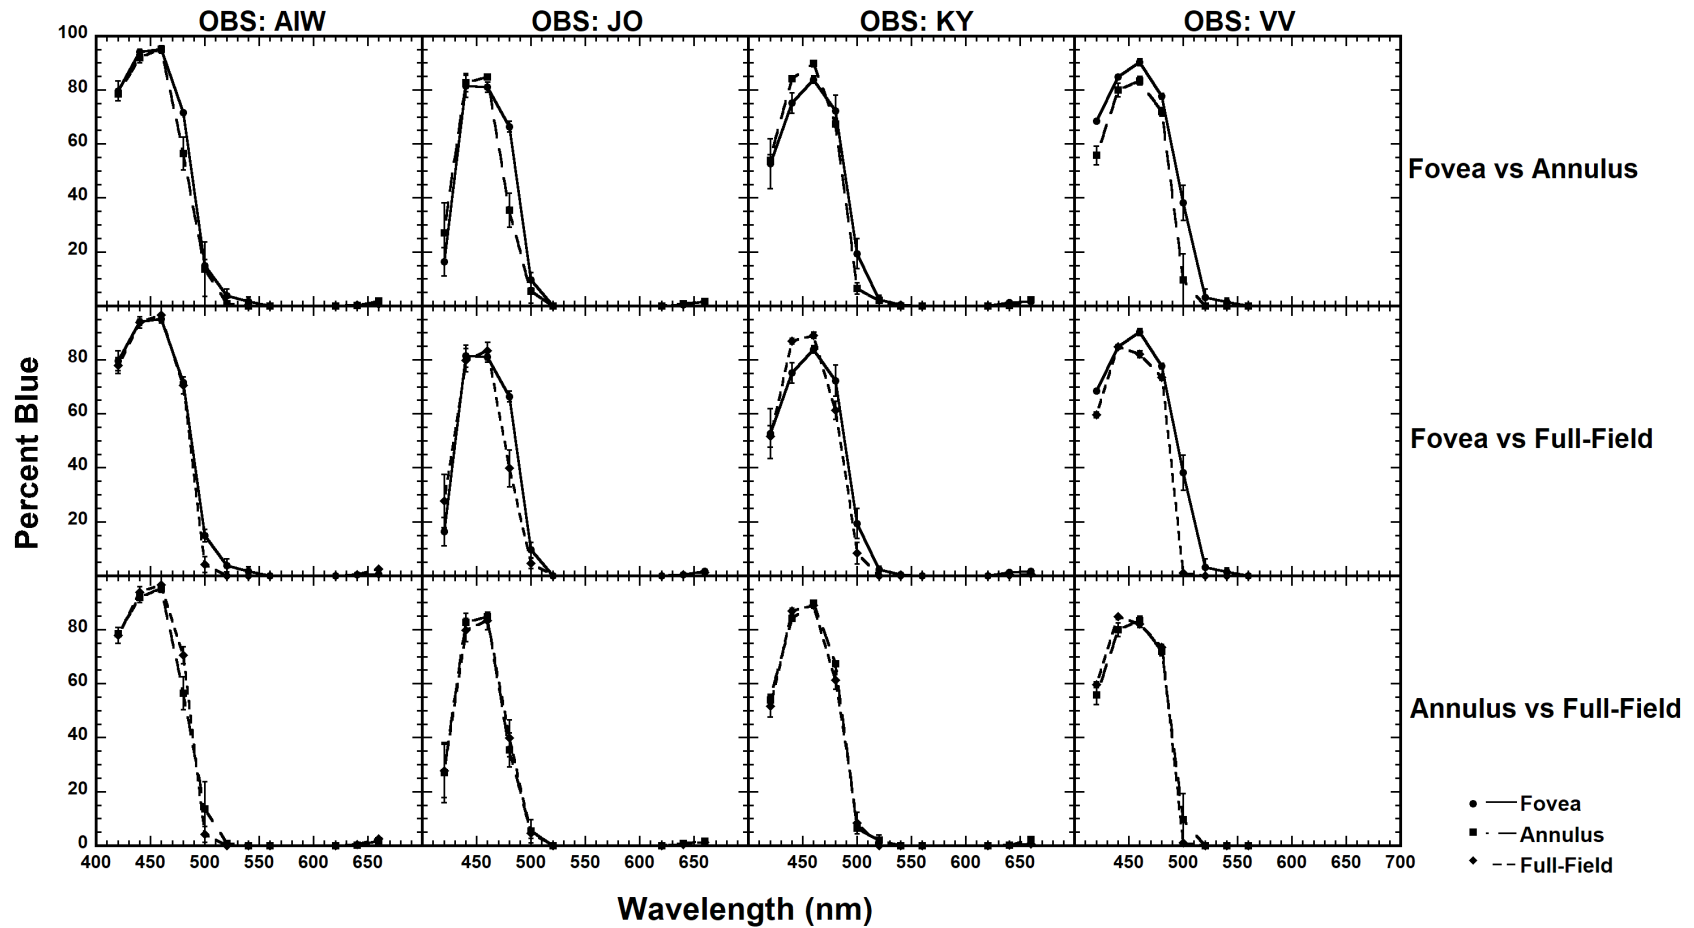 OBS: AIW OBS: JO OBS: KY OBS: VV
100
80
60
40
20
Fovea vs Annulus
80
60
40
20
Fovea vs Full-Field
Percent Blue
80
60
40
20
0
Annulus vs Full-Field
400 450 500 550 600 650 450 500 550 600 650 450 500 550 600 650 450 500 550 600 650 700
Wavelength (nm)
Fovea
Annulus
Full-Field